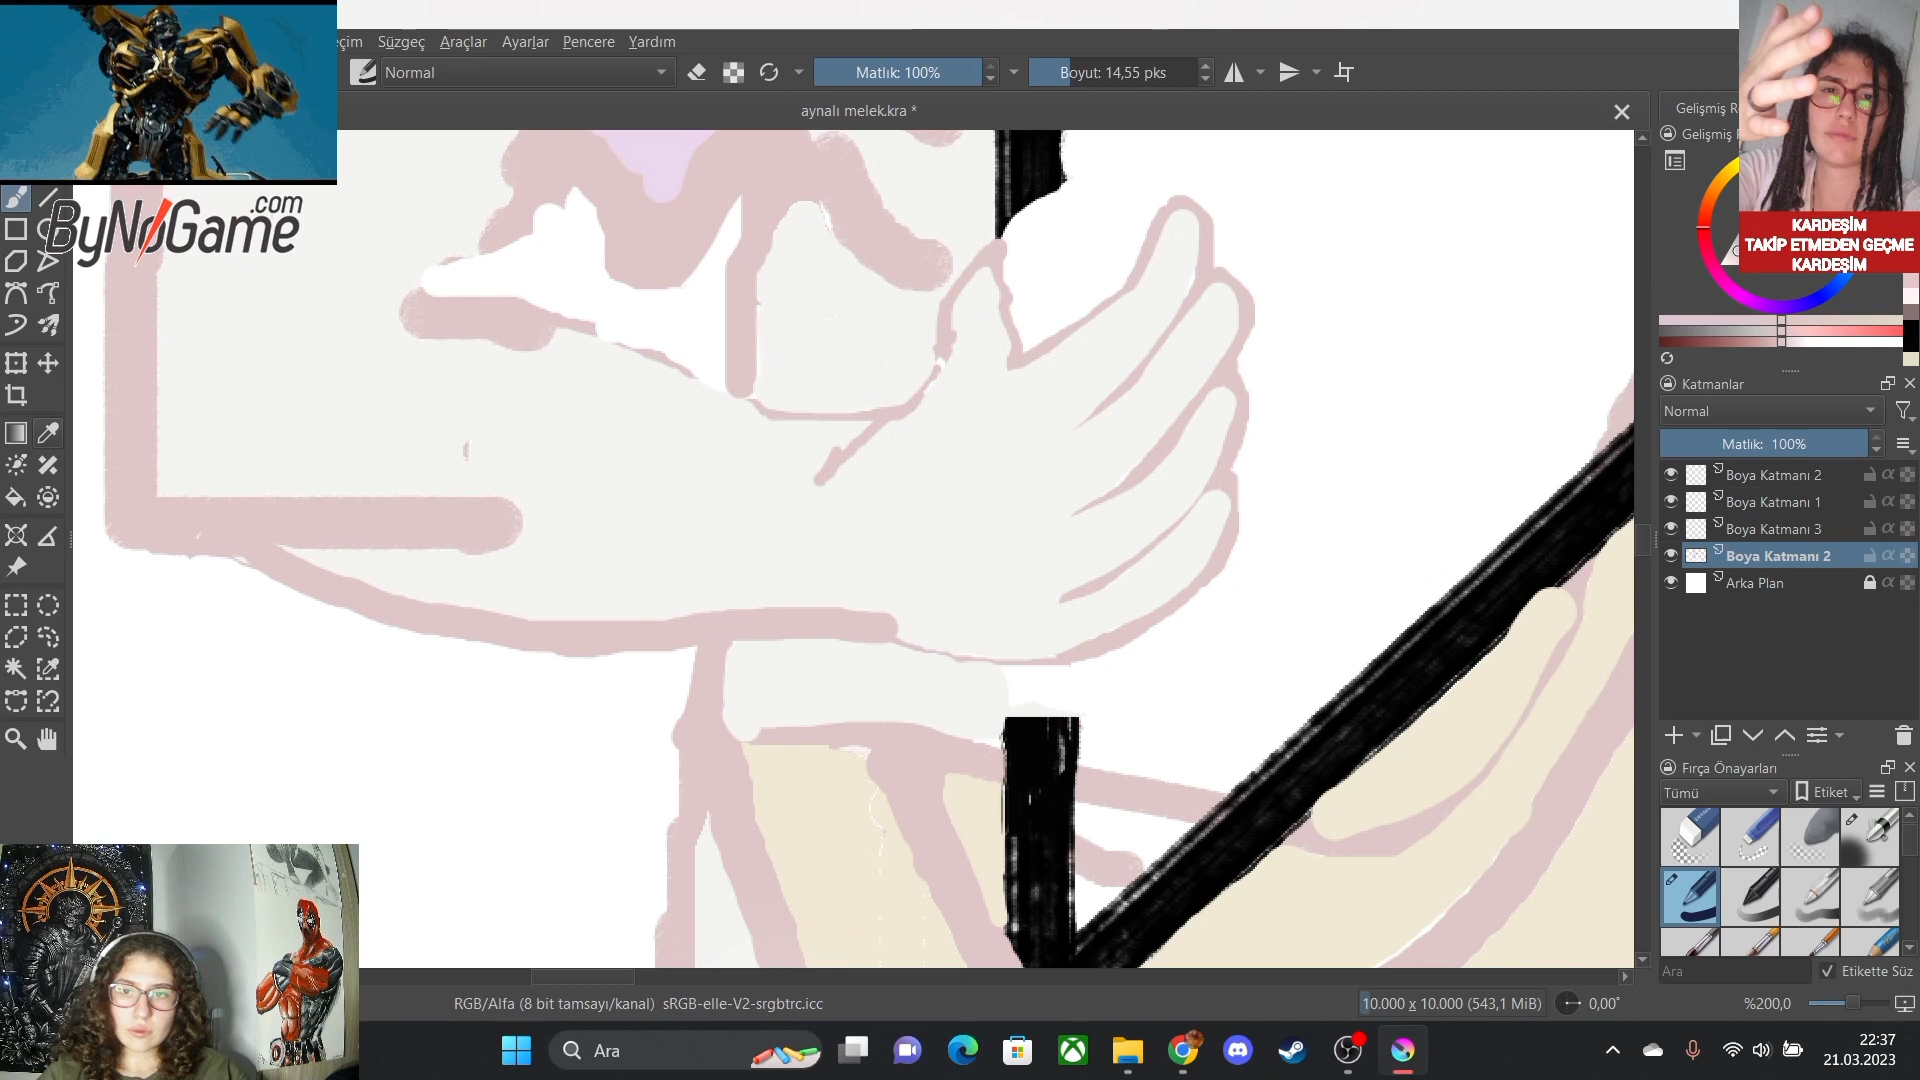 eçim Süzgeç Araçlar Ayarlar Pencere Yardım
Normal
Matlık: 100%
Boyut: 14,55 pks
aynalı melek.kra *
ByNoGame.com
Gelişmiş R
Gelişmiş
KARDEŞİM
TAKİP ETMEDEN GEÇME
KARDEŞİM
Katmanlar
Normal
Matlık: 100%
Boya Katmanı 2
Boya Katmanı 1
Boya Katmanı 3
Boya Katmanı 2
Arka Plan
Fırça Önayarları
Tümü
Etiket
Ara
Etikette Süz
RGB/Alfa (8 bit tamsayı/kanal) sRGB-elle-V2-srgbtrc.icc
10.000 x 10.000 (543,1 MiB)
0,00°
%200,0
Ara
22:37
21.03.2023